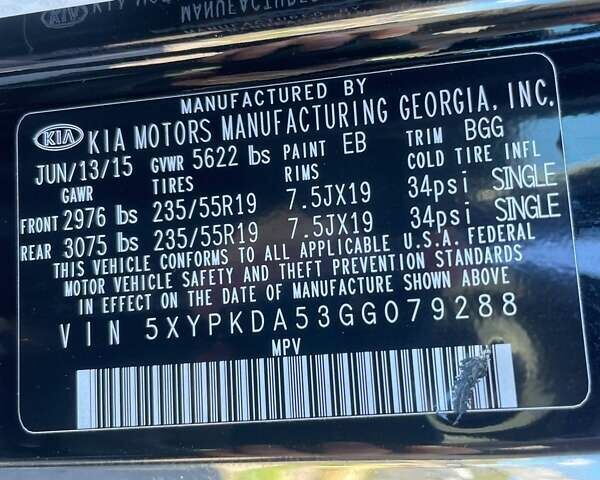 MANUFACTURED BY
KIA KIA MOTORS MANUFACTURING GEORGIA, INC.
JUN/13/15 GVWR 5622 lbs PAINT EB TRIM BGG
GAWR TIRES RIMS COLD TIRE INFL
FRONT 2976 lbs 235/55R19 7.5JX19 34psi SINGLE
REAR 3075 lbs 235/55R19 7.5JX19 34psi SINGLE
THIS VEHICLE CONFORMS TO ALL APPLICABLE U.S.A. FEDERAL
MOTOR VEHICLE SAFETY AND THEFT PREVENTION STANDARDS
IN EFFECT ON THE DATE OF MANUFACTURE SHOWN ABOVE
VIN 5XYPKDA53GG079288
MPV